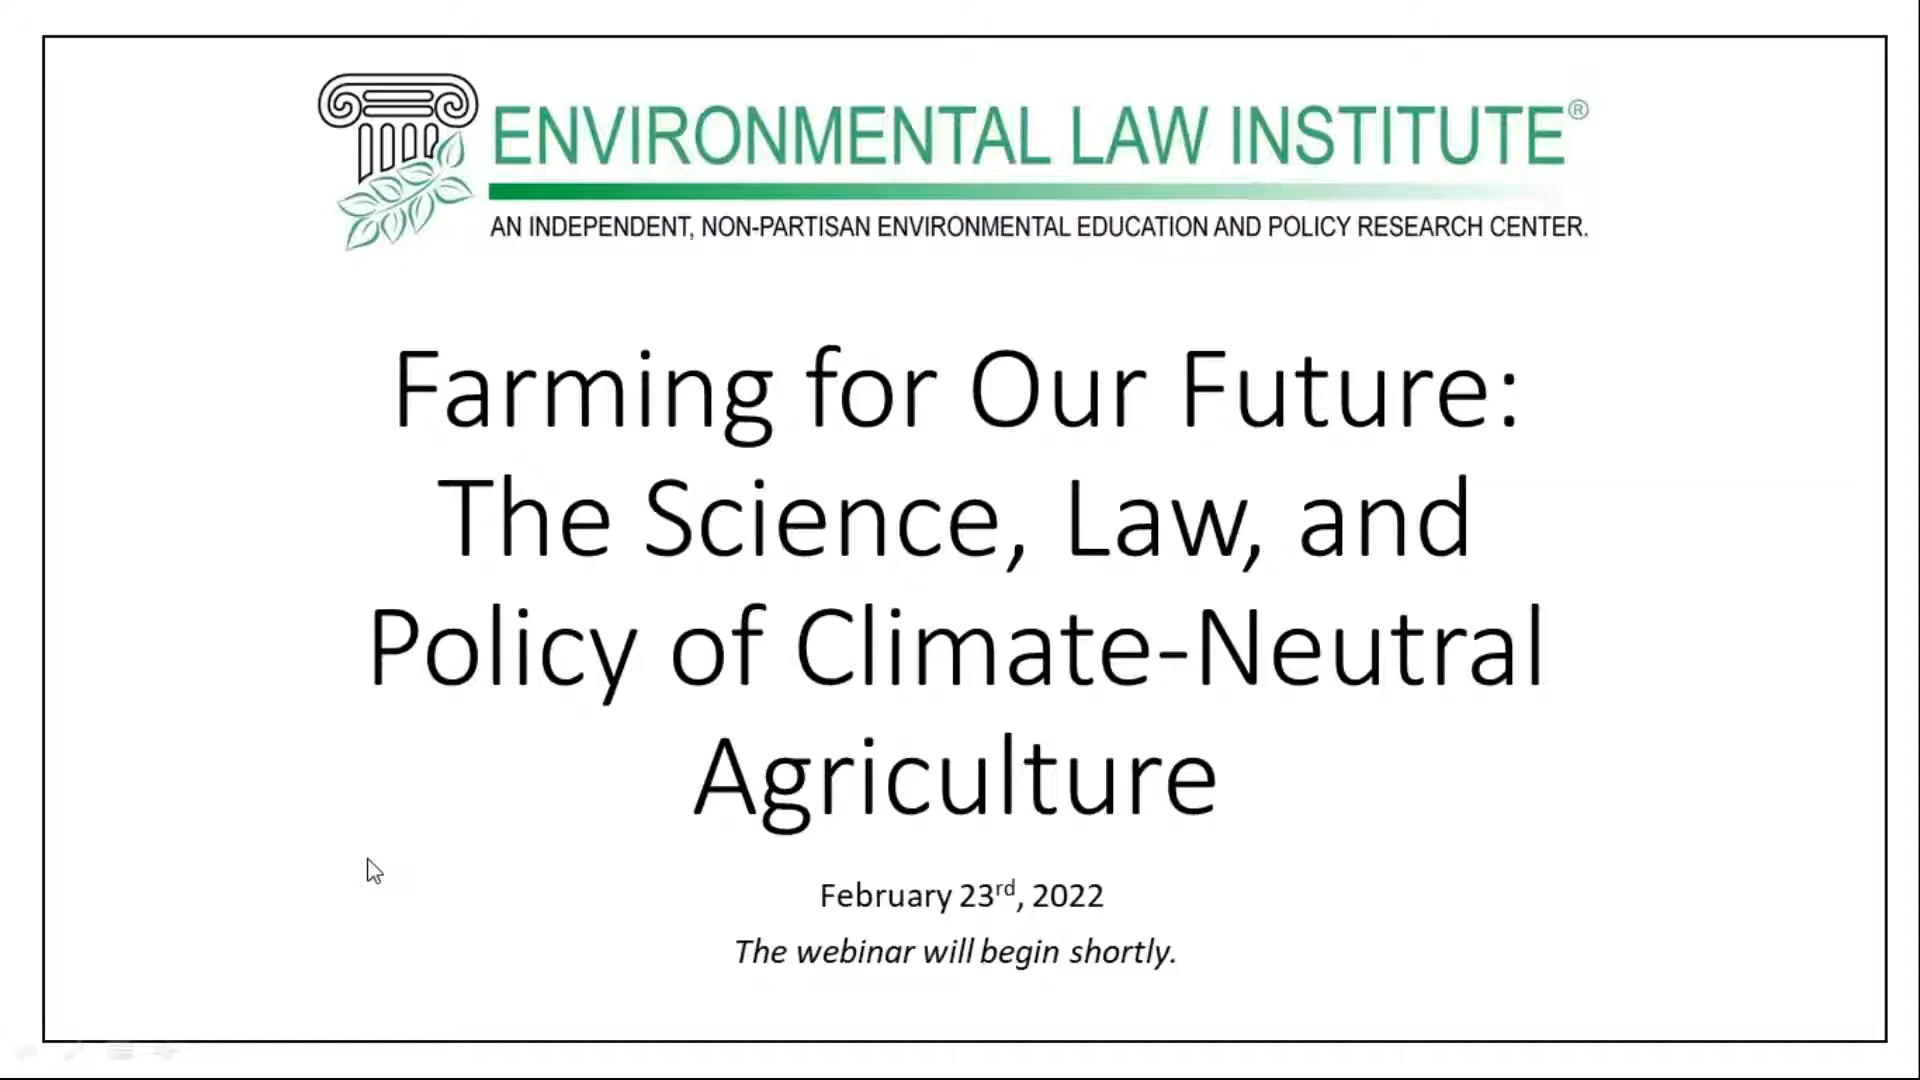 ENVIRONMENTAL LAW INSTITUTE®
AN INDEPENDENT, NON-PARTISAN ENVIRONMENTAL EDUCATION AND POLICY RESEARCH CENTER.
Farming for Our Future:
The Science, Law, and
Policy of Climate-Neutral
Agriculture
February 23rd, 2022
The webinar will begin shortly.